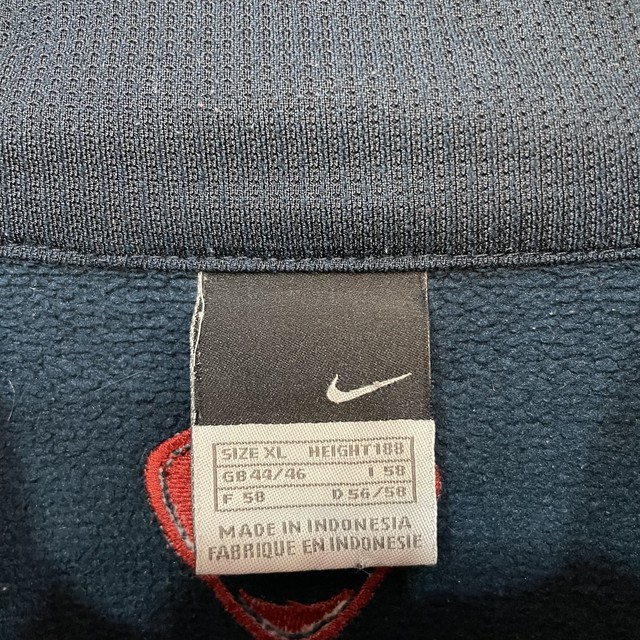 SIZE XL HEIGHT 188
GB 44/46 I 58
F 58 D 56/58
MADE IN INDONESIA
FABRIQUE EN INDONESIE